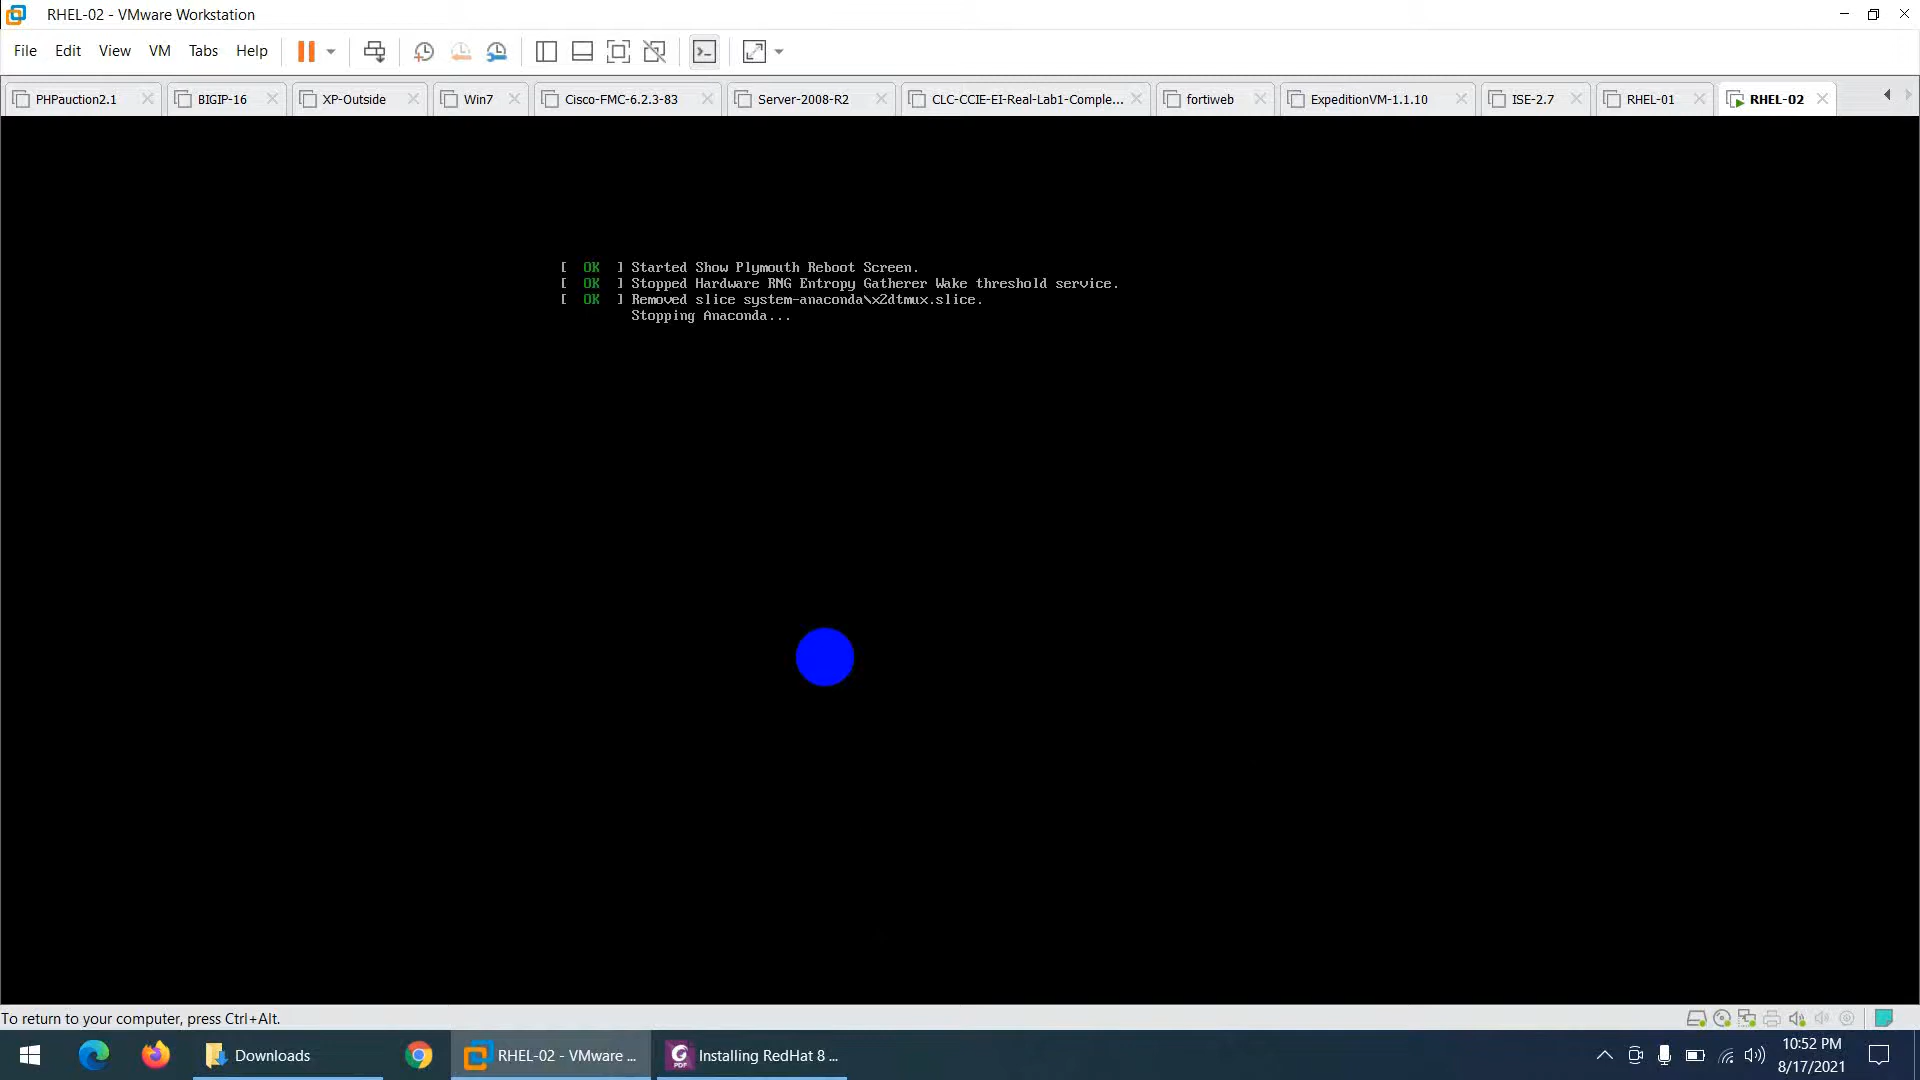 RHEL-02 - VMware Workstation
File Edit View VM Tabs Help
PHPauction2.1 BIGIP-16 XP-Outside Win7 Cisco-FMC-6.2.3-83 Server-2008-R2 CLC-CCIE-EI-Real-Lab1-Comple... fortiweb ExpeditionVM-1.1.10 ISE-2.7 RHEL-01 RHEL-02
[ OK ] Started Show Plymouth Reboot Screen.
[ OK ] Stopped Hardware RNG Entropy Gatherer Wake threshold service.
[ OK ] Removed slice system-anaconda\x2dtmux.slice.
Stopping Anaconda...
To return to your computer, press Ctrl+Alt.
Downloads RHEL-02 - VMware ... PDF Installing RedHat 8 ...
10:52 PM
8/17/2021